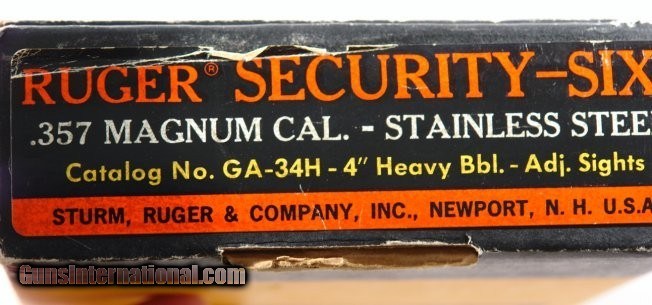 RUGER® SECURITY-SIX
.357 MAGNUM CAL. - STAINLESS STEE
Catalog No. GA-34H - 4" Heavy Bbl. - Adj. Sights
STURM, RUGER & COMPANY, INC., NEWPORT, N. H. U.S.A
GunsInternational.com